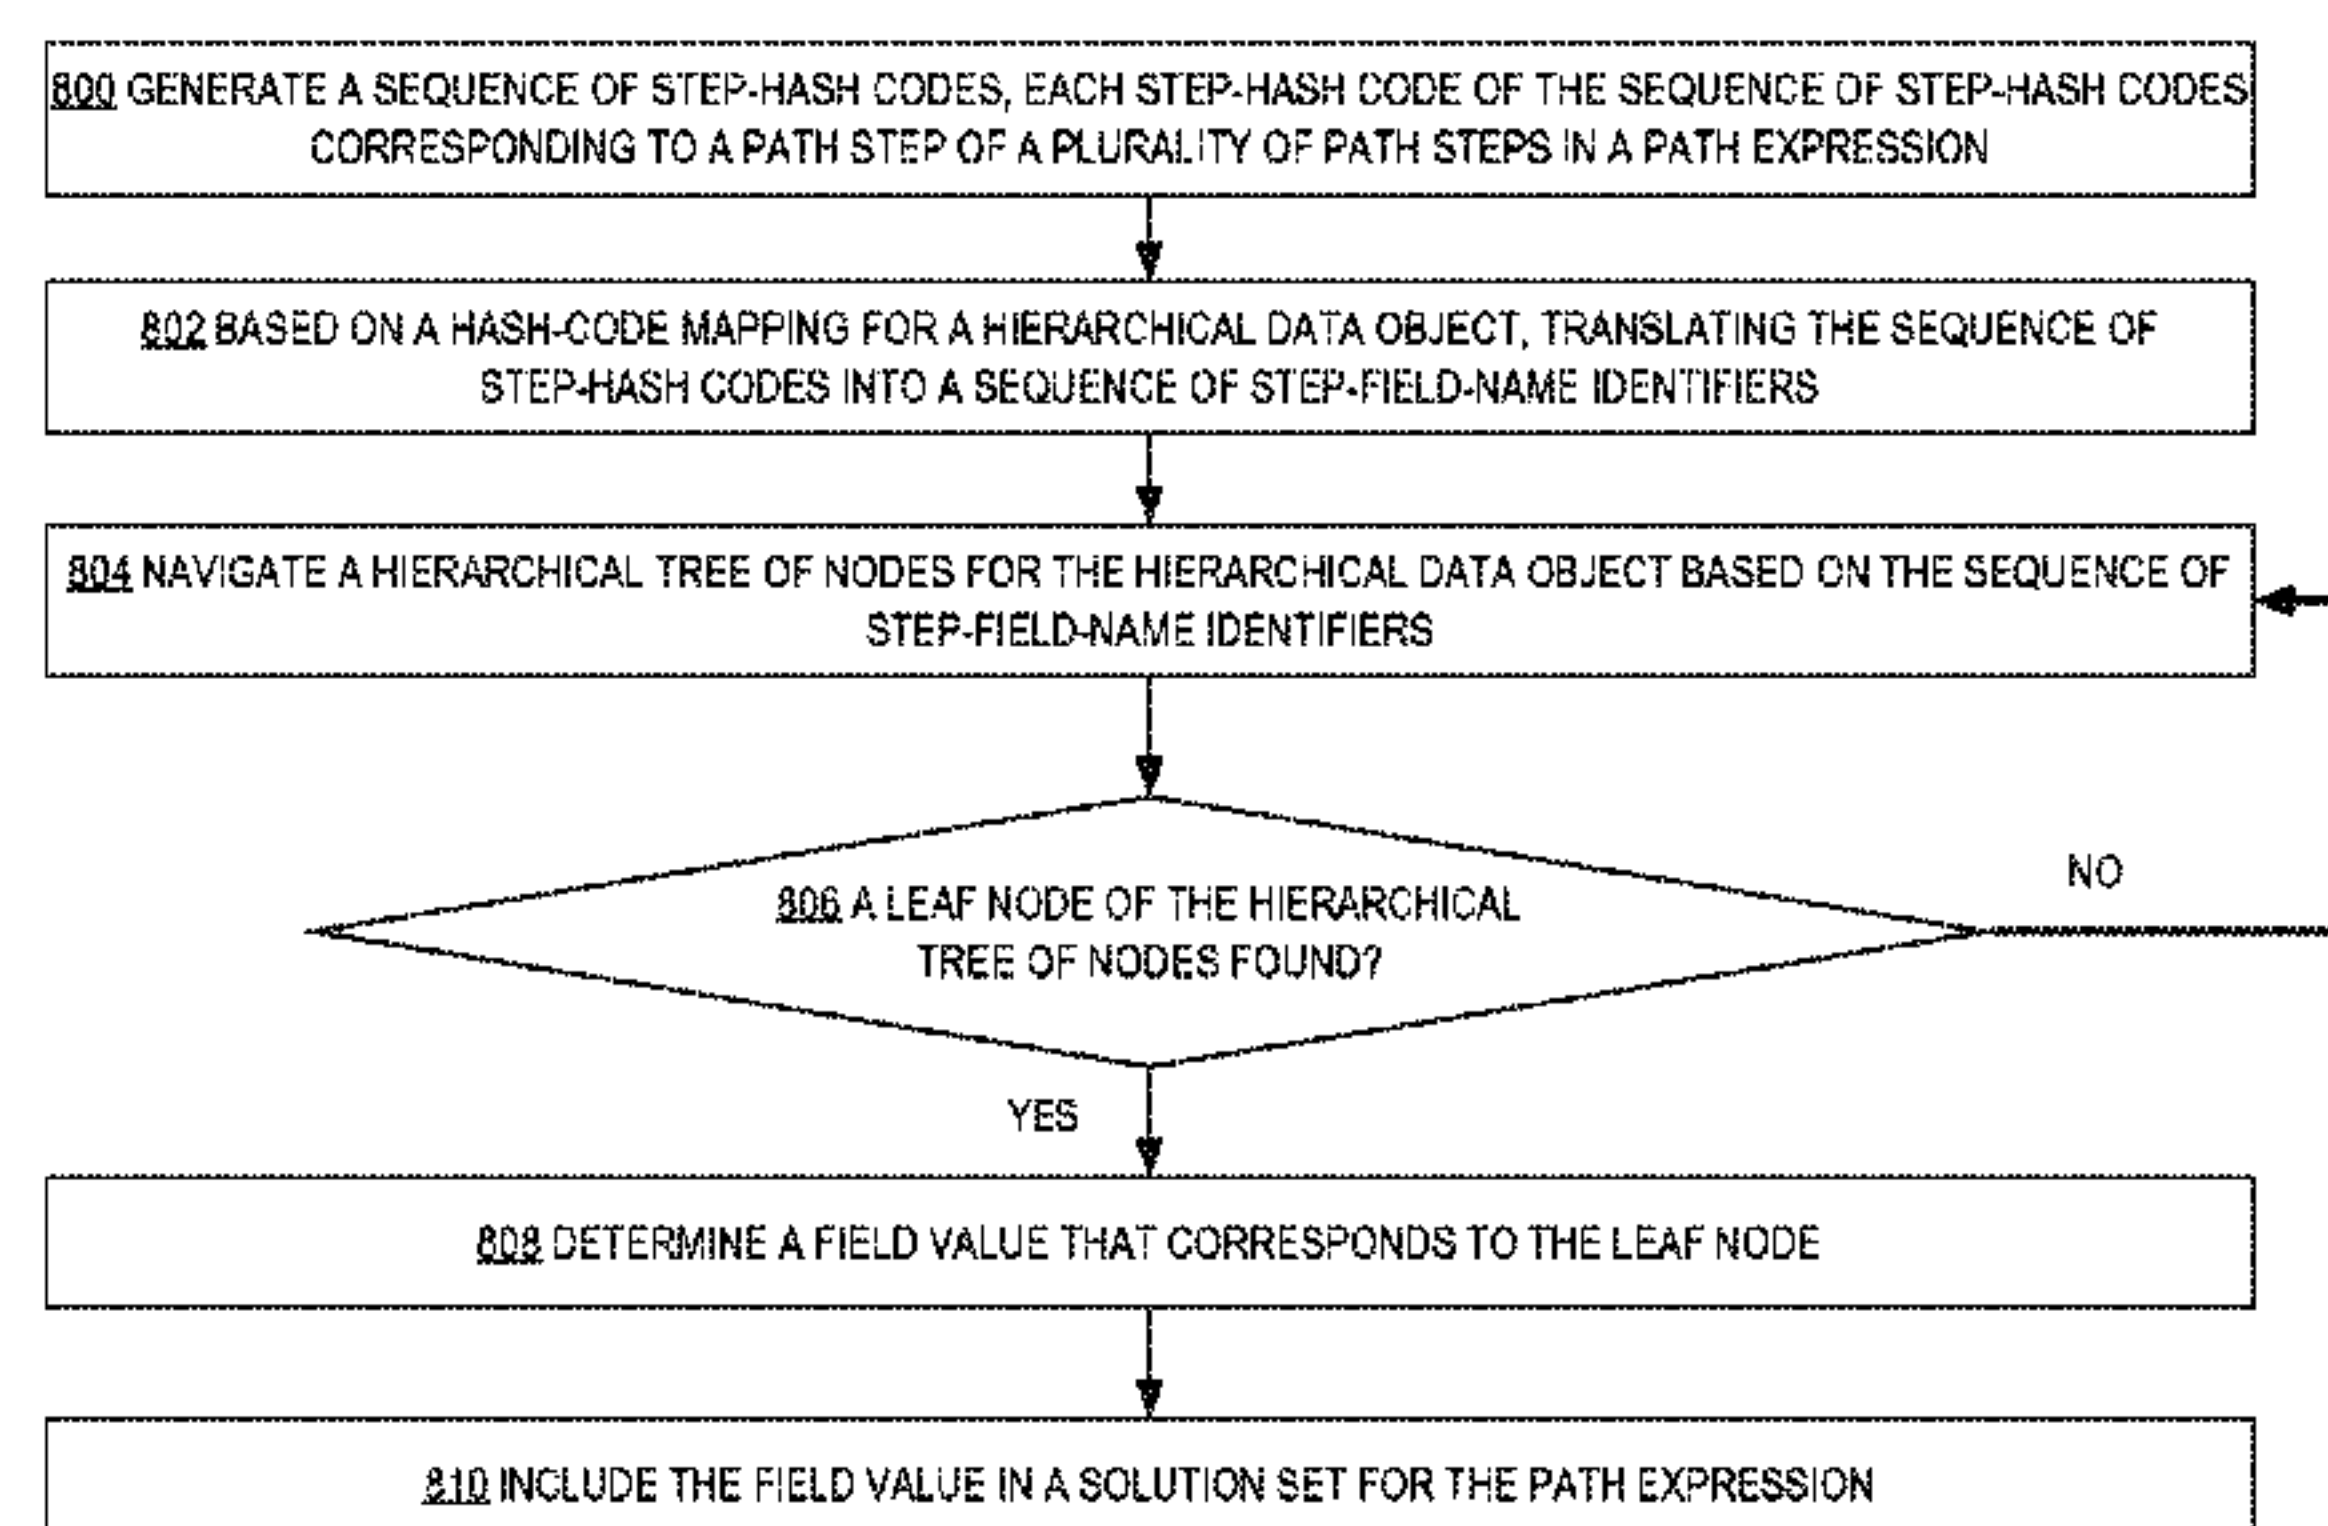 800 GENERATE A SEQUENCE OF STEP-HASH CODES, EACH STEP-HASH CODE OF THE SEQUENCE OF STEP-HASH CODES
CORRESPONDING TO A PATH STEP OF A PLURALITY OF PATH STEPS IN A PATH EXPRESSION
802 BASED ON A HASH-CODE MAPPING FOR A HIERARCHICAL DATA OBJECT, TRANSLATING THE SEQUENCE OF
STEP-HASH CODES INTO A SEQUENCE OF STEP-FIELD-NAME IDENTIFIERS
804 NAVIGATE A HIERARCHICAL TREE OF NODES FOR THE HIERARCHICAL DATA OBJECT BASED ON THE SEQUENCE OF
STEP-FIELD-NAME IDENTIFIERS
NO
806 A LEAF NODE OF THE HIERARCHICAL
TREE OF NODES FOUND?
YES
808 DETERMINE A FIELD VALUE THAT CORRESPONDS TO THE LEAF NODE
810 INCLUDE THE FIELD VALUE IN A SOLUTION SET FOR THE PATH EXPRESSION